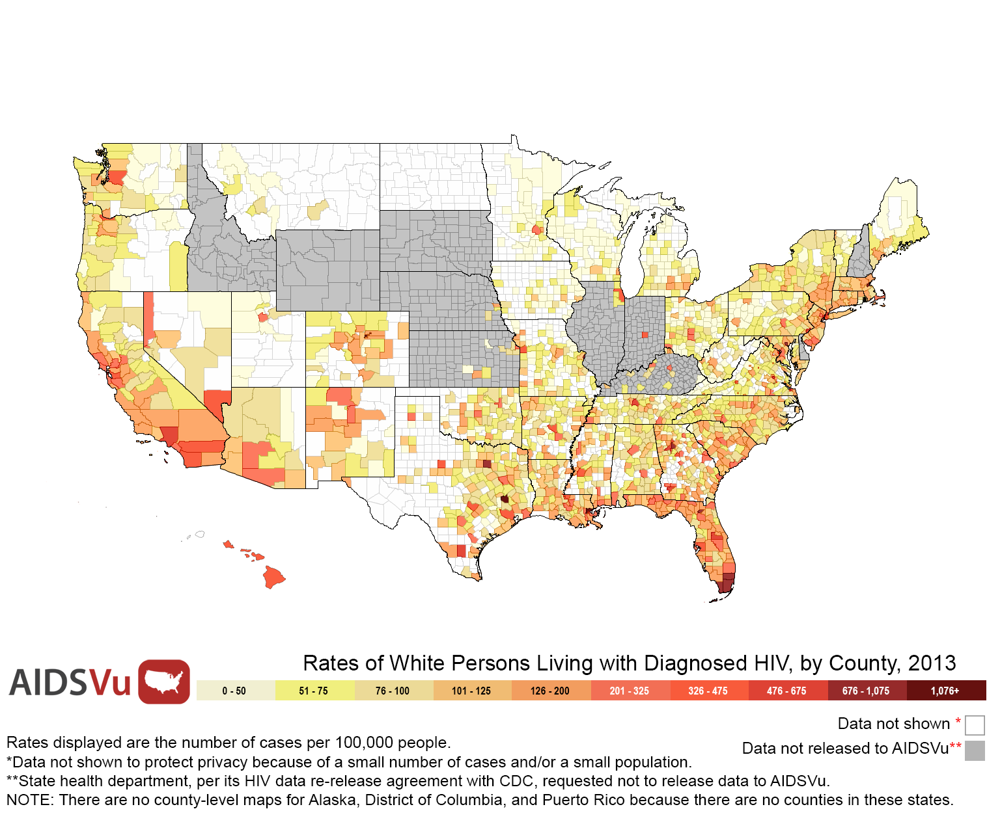 Rates of White Persons Living with Diagnosed HIV, by County, 2013
AIDSVu
0 - 50 51 - 75 76 - 100 101 - 125 126 - 200 201 - 325 326 - 475 476 - 675 676 - 1,075 1,076+
Data not shown *
Data not released to AIDSVu**
Rates displayed are the number of cases per 100,000 people.
*Data not shown to protect privacy because of a small number of cases and/or a small population.
**State health department, per its HIV data re-release agreement with CDC, requested not to release data to AIDSVu.
NOTE: There are no county-level maps for Alaska, District of Columbia, and Puerto Rico because there are no counties in these states.